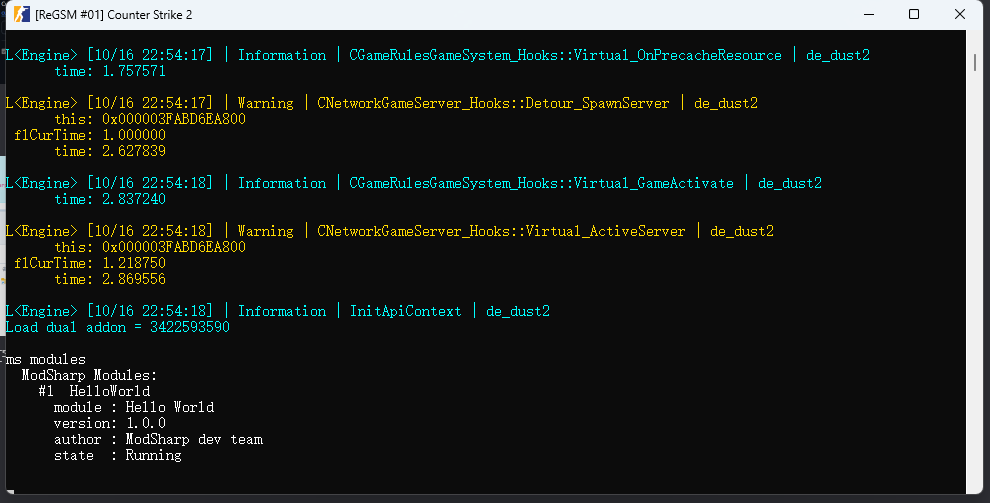 [ReGSM #01] Counter Strike 2
L<Engine> [10/16 22:54:17] | Information | CGameRulesGameSystem_Hooks::Virtual_OnPrecacheResource | de_dust2
time: 1.757571
L<Engine> [10/16 22:54:17] | Warning | CNetworkGameServer_Hooks::Detour_SpawnServer | de_dust2
this: 0x000003FABD6EA800
flCurTime: 1.000000
time: 2.627839
L<Engine> [10/16 22:54:18] | Information | CGameRulesGameSystem_Hooks::Virtual_GameActivate | de_dust2
time: 2.837240
L<Engine> [10/16 22:54:18] | Warning | CNetworkGameServer_Hooks::Virtual_ActiveServer | de_dust2
this: 0x000003FABD6EA800
flCurTime: 1.218750
time: 2.869556
L<Engine> [10/16 22:54:18] | Information | InitApiContext | de_dust2
Load dual addon = 3422593590
ms modules
ModSharp Modules:
#1 HelloWorld
module : Hello World
version: 1.0.0
author : ModSharp dev team
state : Running